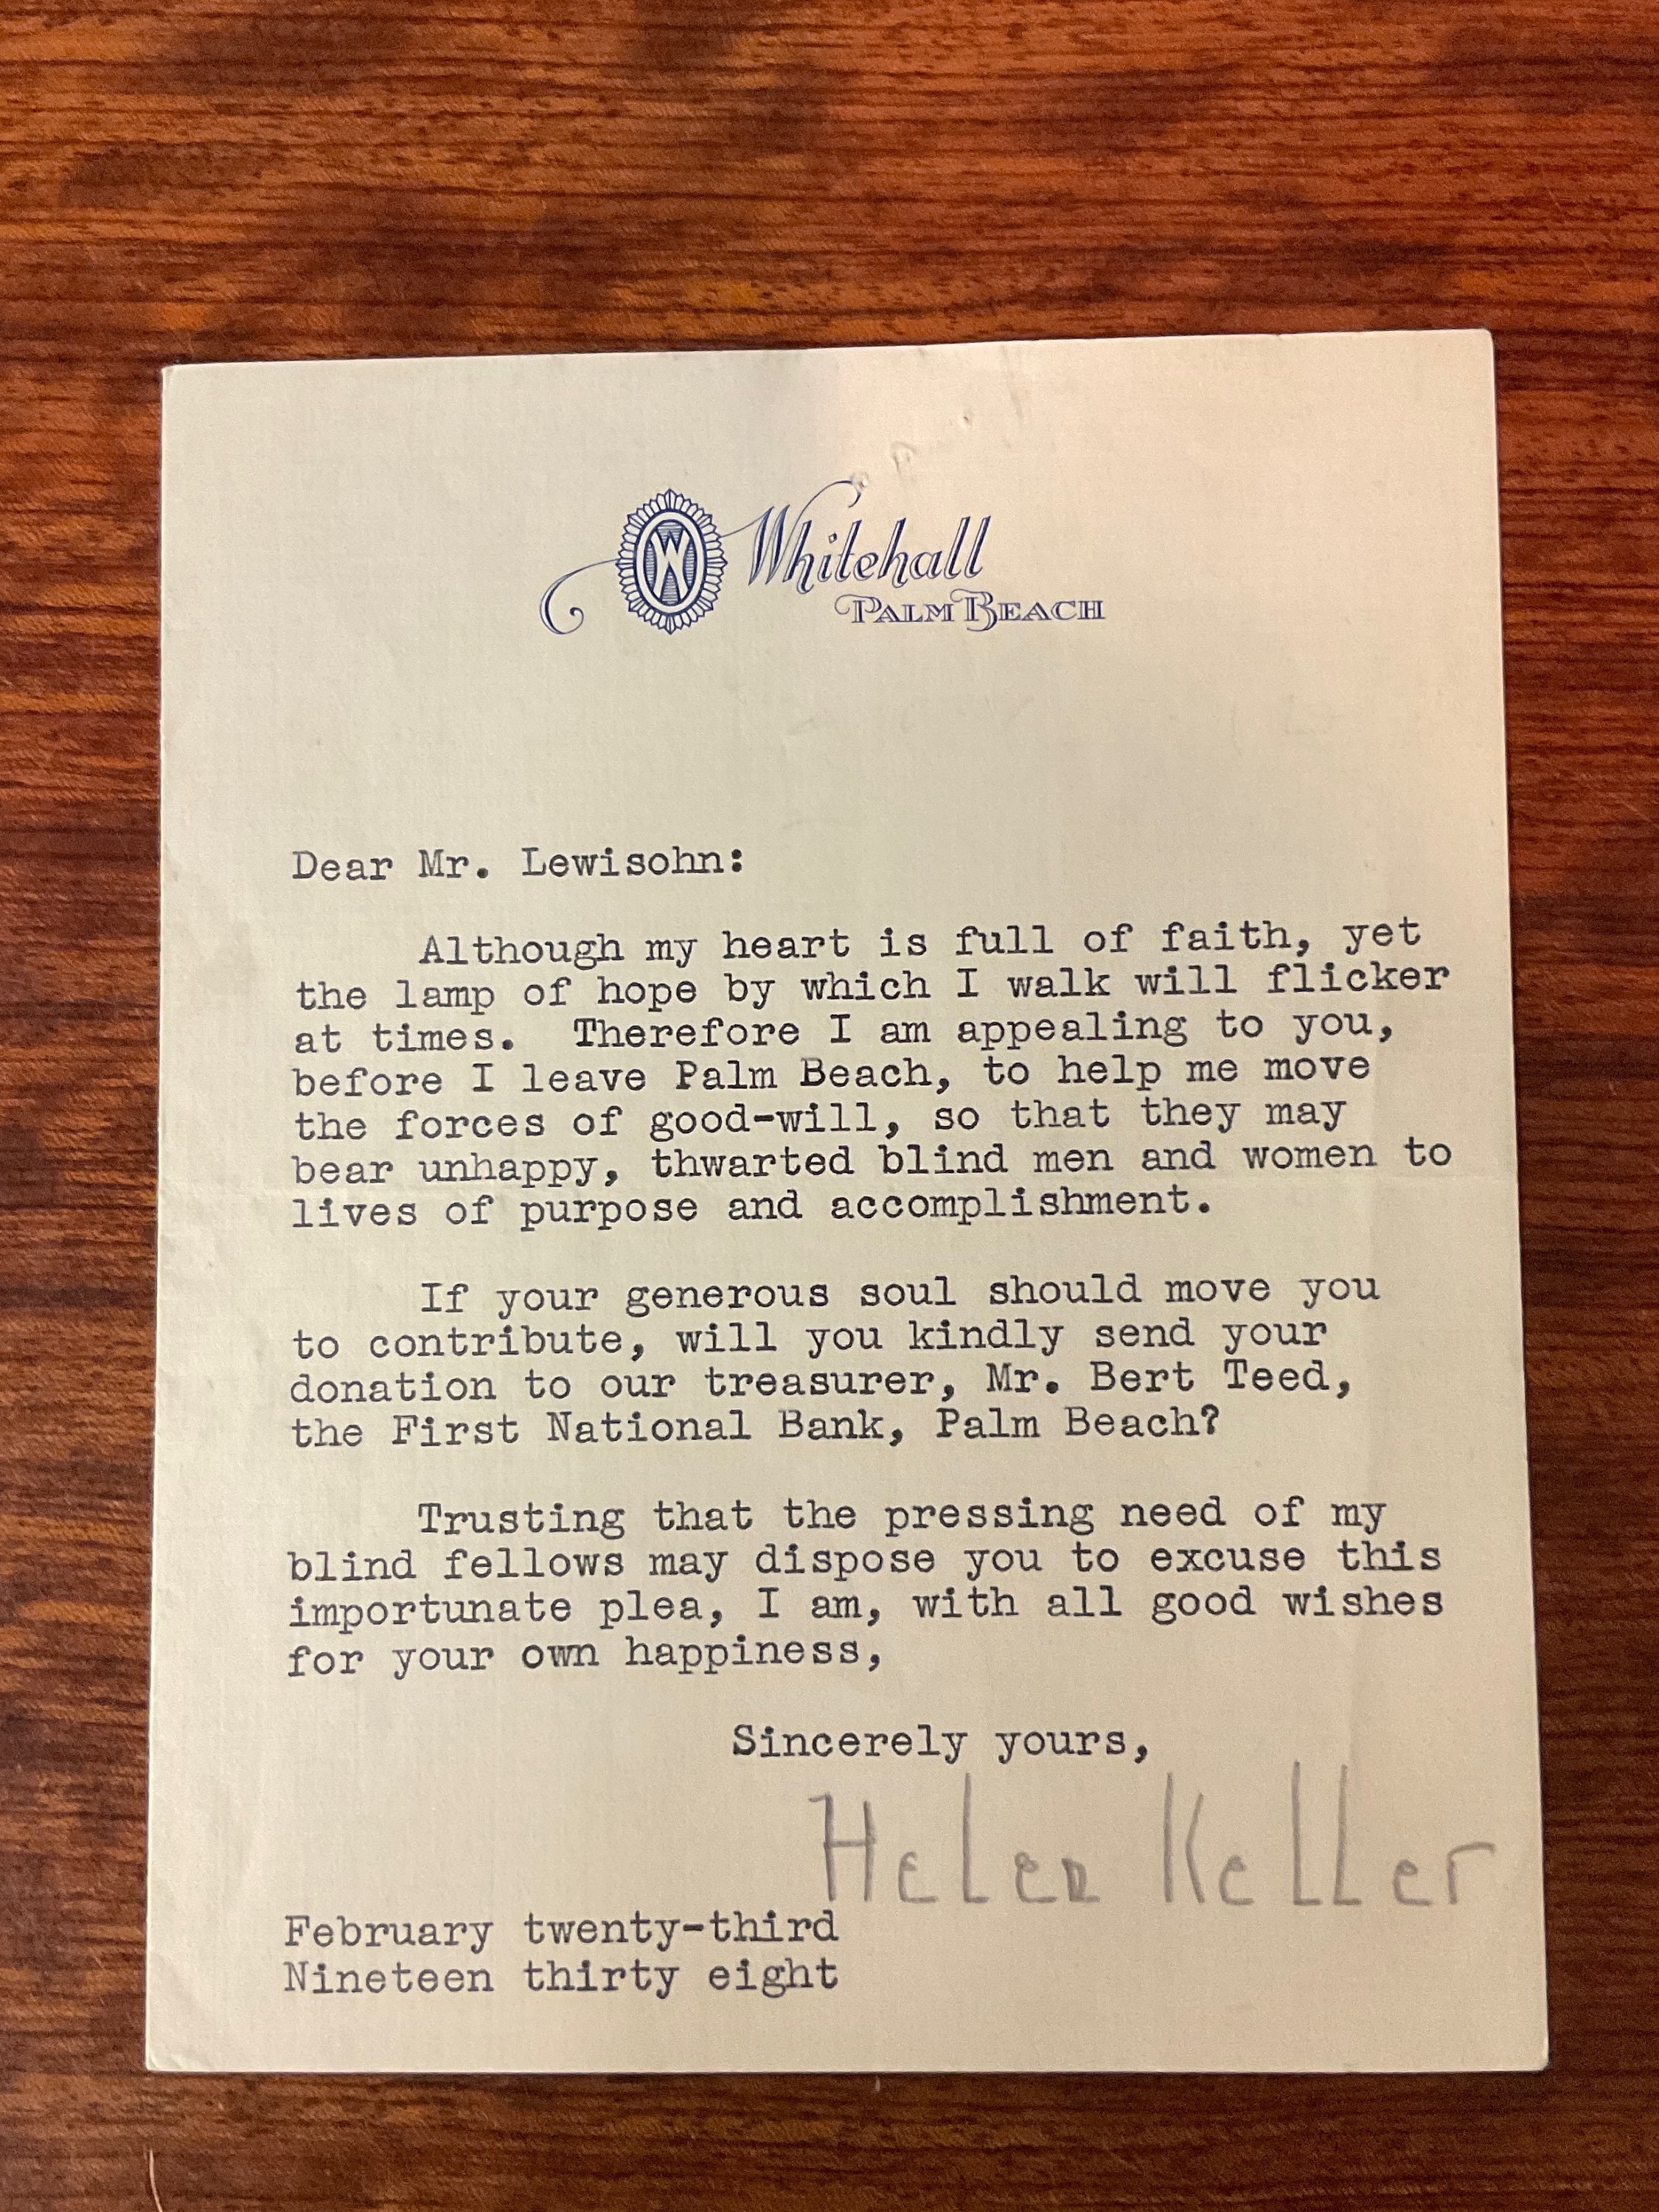 W Whitehall
PALM BEACH
Dear Mr. Lewisohn:
Although my heart is full of faith, yet
the lamp of hope by which I walk will flicker
at times. Therefore I am appealing to you,
before I leave Palm Beach, to help me move
the forces of good-will, so that they may
bear unhappy, thwarted blind men and women to
lives of purpose and accomplishment.
If your generous soul should move you
to contribute, will you kindly send your
donation to our treasurer, Mr. Bert Teed,
the First National Bank, Palm Beach?
Trusting that the pressing need of my
blind fellows may dispose you to excuse this
importunate plea, I am, with all good wishes
for your own happiness,
Sincerely yours,
Helen Keller
February twenty-third
Nineteen thirty eight